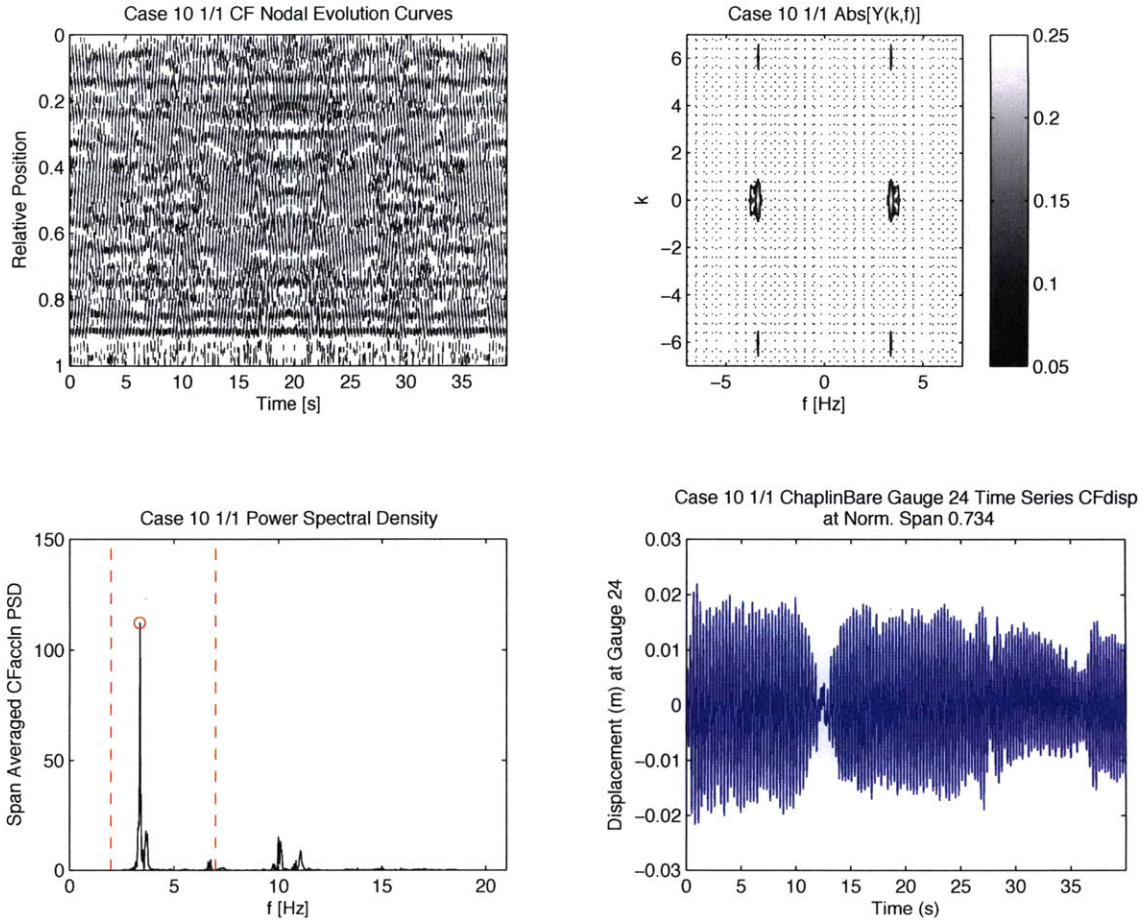 Case 10 1/1 CF Nodal Evolution Curves
0
0.2
0.4
0.6
0.8
1
Relative Position
0 5 10 15 20 25 30 35
Time [s]
Case 10 1/1 Abs[Y(k,f)]
6
4
2
0
−2
−4
−6
k
−5 0 5
f [Hz]
0.25
0.2
0.15
0.1
0.05
Case 10 1/1 Power Spectral Density
150
100
50
0
Span Averaged CFaccIn PSD
0 5 10 15 20
f [Hz]
Case 10 1/1 ChaplinBare Gauge 24 Time Series CFdisp
at Norm. Span 0.734
0.03
0.02
0.01
0
−0.01
−0.02
−0.03
Displacement (m) at Gauge 24
0 5 10 15 20 25 30 35
Time (s)